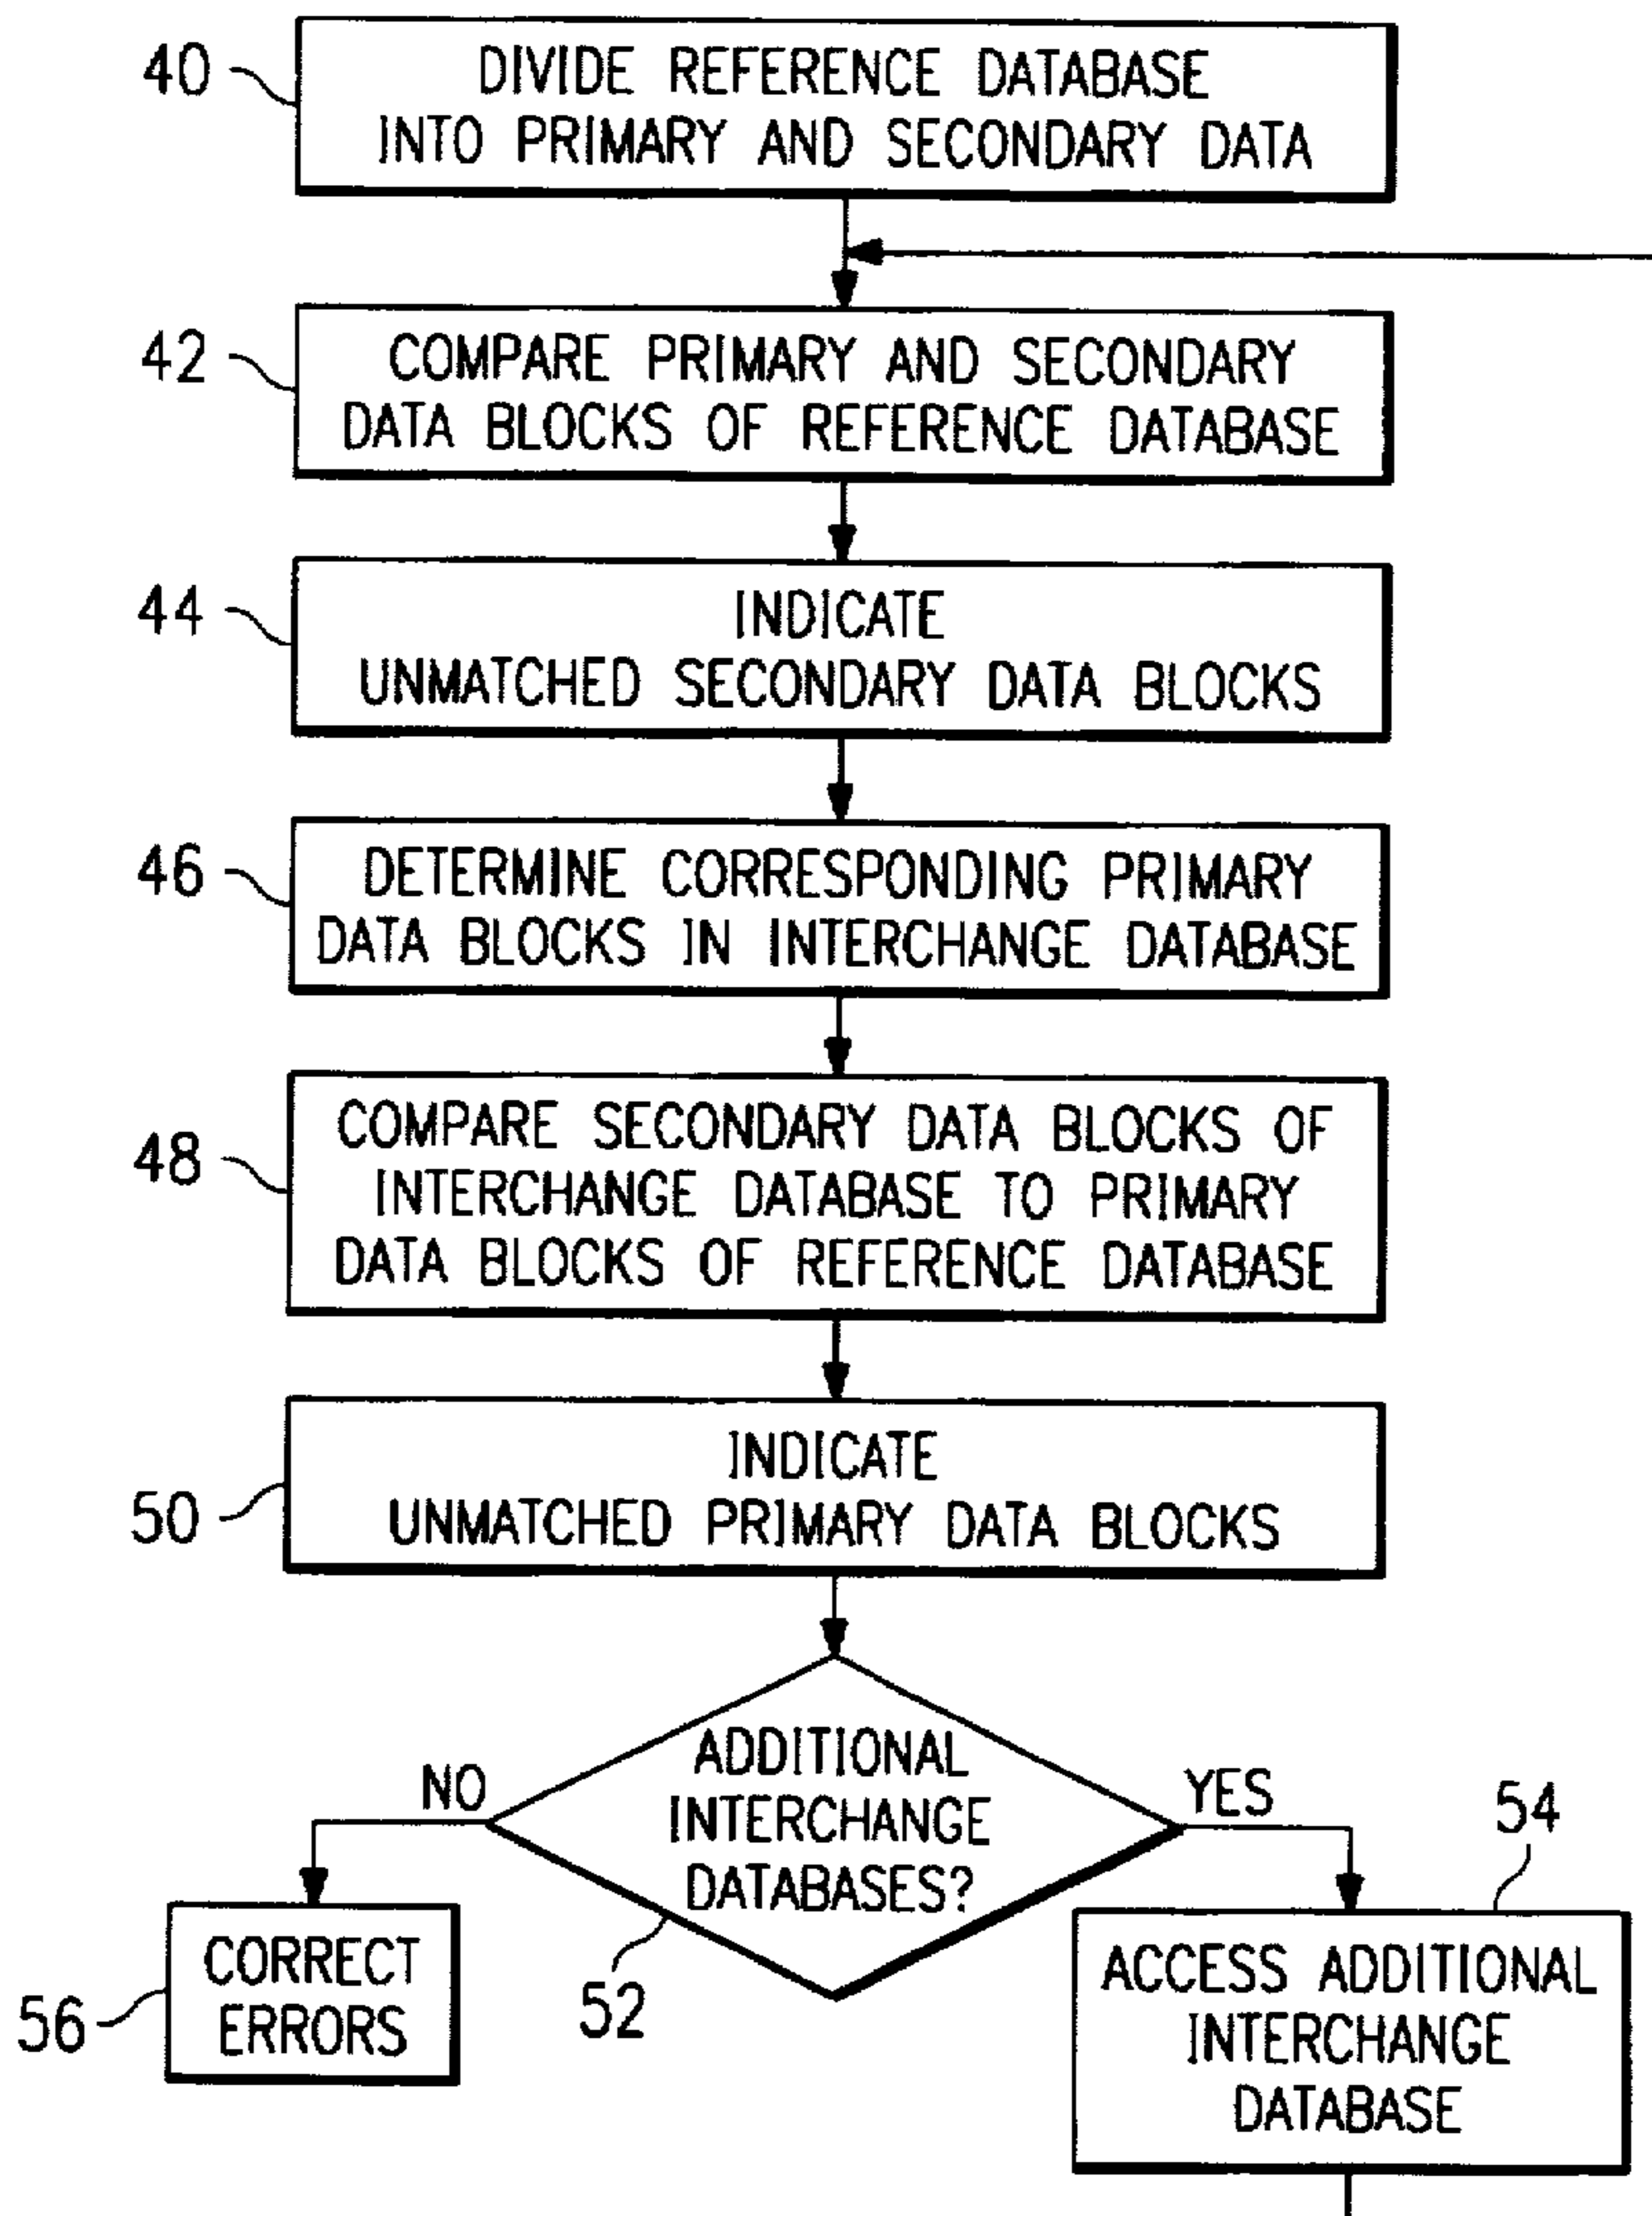 40
DIVIDE REFERENCE DATABASE
INTO PRIMARY AND SECONDARY DATA
42
COMPARE PRIMARY AND SECONDARY
DATA BLOCKS OF REFERENCE DATABASE
44
INDICATE
UNMATCHED SECONDARY DATA BLOCKS
46
DETERMINE CORRESPONDING PRIMARY
DATA BLOCKS IN INTERCHANGE DATABASE
48
COMPARE SECONDARY DATA BLOCKS OF
INTERCHANGE DATABASE TO PRIMARY
DATA BLOCKS OF REFERENCE DATABASE
50
INDICATE
UNMATCHED PRIMARY DATA BLOCKS
ADDITIONAL
INTERCHANGE
DATABASES?
52
NO
YES
56
CORRECT
ERRORS
54
ACCESS ADDITIONAL
INTERCHANGE
DATABASE